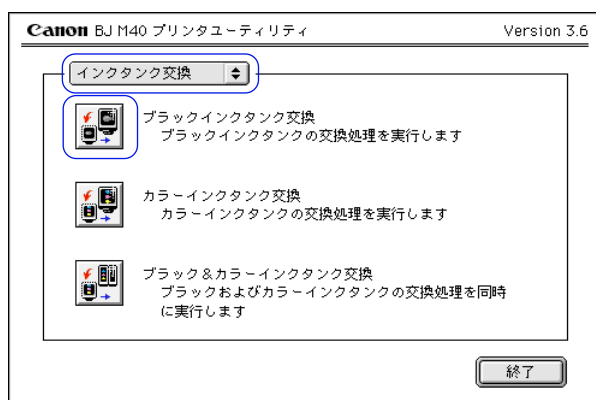 Canon BJ M40 プリンタユーティリティ Version 3.6
インクタンク交換
ブラックインクタンク交換
ブラックインクタンクの交換処理を実行します
カラーインクタンク交換
カラーインクタンクの交換処理を実行します
ブラック&カラーインクタンク交換
ブラックおよびカラーインクタンクの交換処理を同時
に実行します
終了